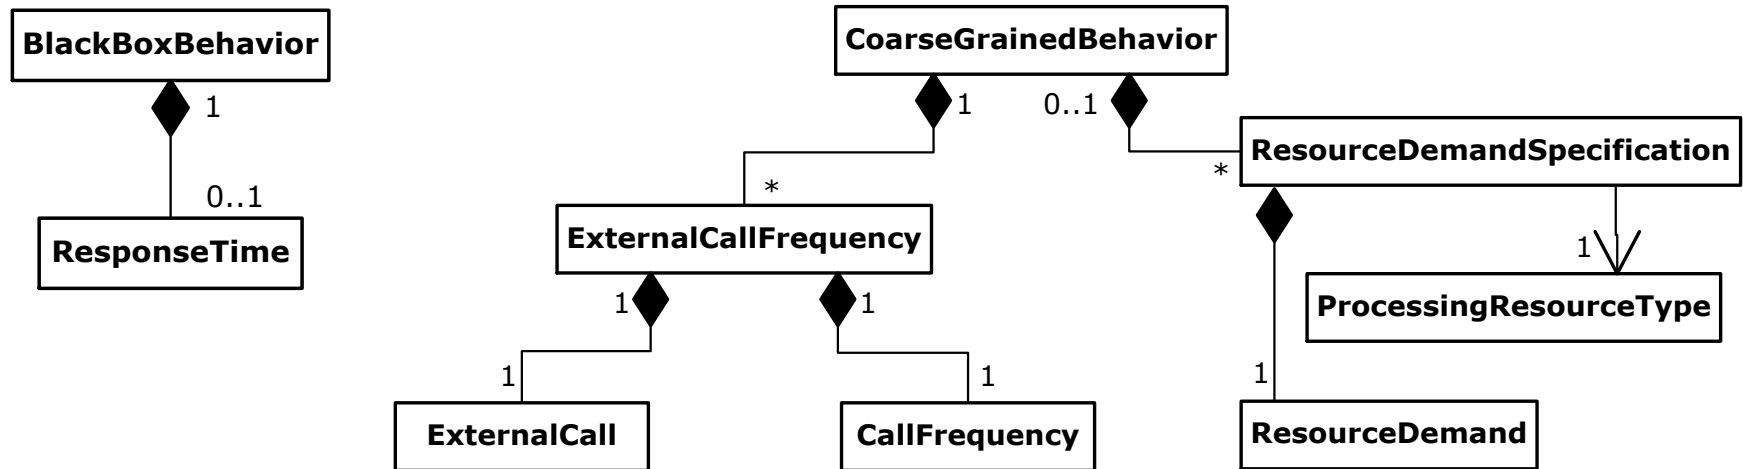 BlackBoxBehavior
1
0..1
ResponseTime
CoarseGrainedBehavior
1
0..1
*
*
ExternalCallFrequency
ResourceDemandSpecification
1
1
1
1
ExternalCall
CallFrequency
1
1
ProcessingResourceType
ResourceDemand